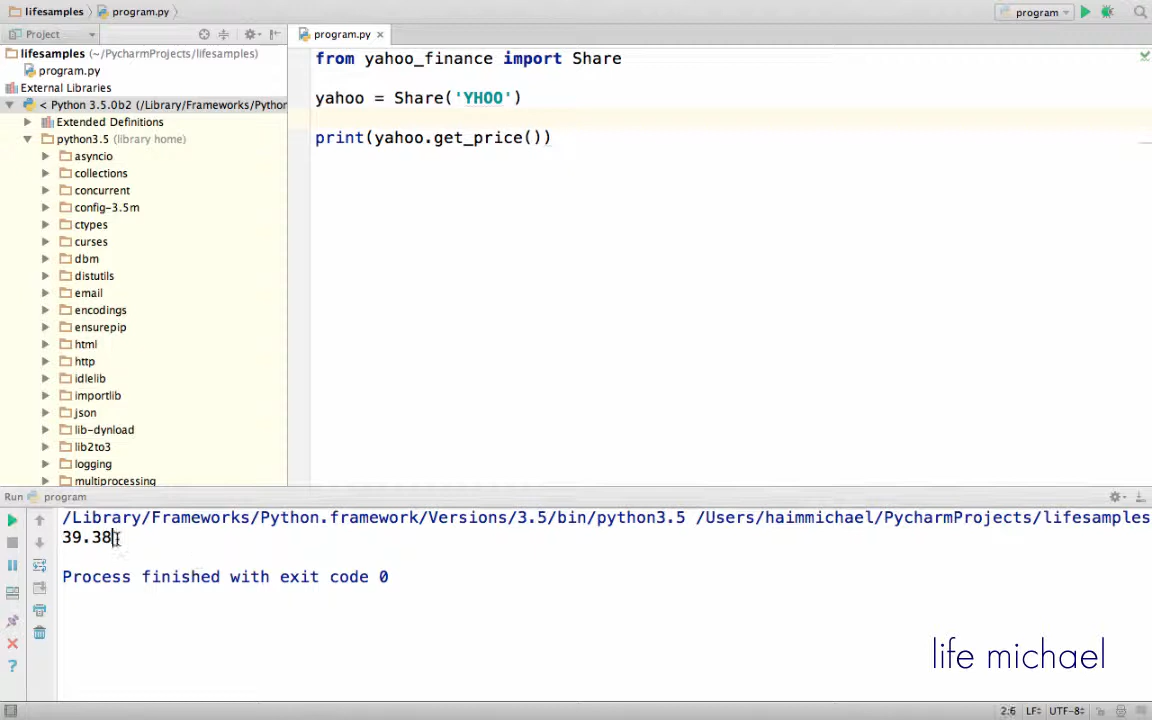 lifesamples program.py
program
Project
program.py
lifesamples (~/PycharmProjects/lifesamples)
program.py
External Libraries
< Python 3.5.0b2 (/Library/Frameworks/Python
Extended Definitions
python3.5 (library home)
asyncio
collections
concurrent
config-3.5m
ctypes
curses
dbm
distutils
email
encodings
ensurepip
html
http
idlelib
importlib
json
lib-dynload
lib2to3
logging
multiprocessing
from yahoo_finance import Share
yahoo = Share('YHOO')
print(yahoo.get_price())
Run program
/Library/Frameworks/Python.framework/Versions/3.5/bin/python3.5 /Users/haimmichael/PycharmProjects/lifesamples
39.38
Process finished with exit code 0
life michael
2:6 LF÷ UTF-8÷